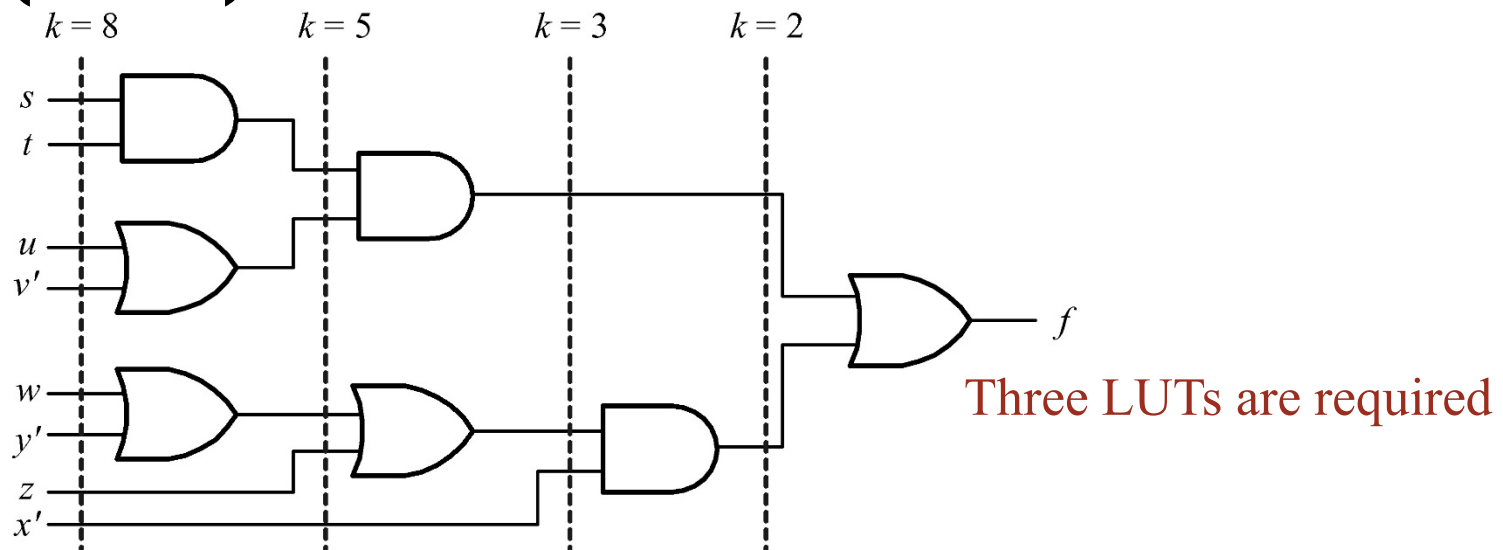 k = 8 k = 5 k = 3 k = 2
s
t
u
v'
w
y'
z
x'
f
Three LUTs are required